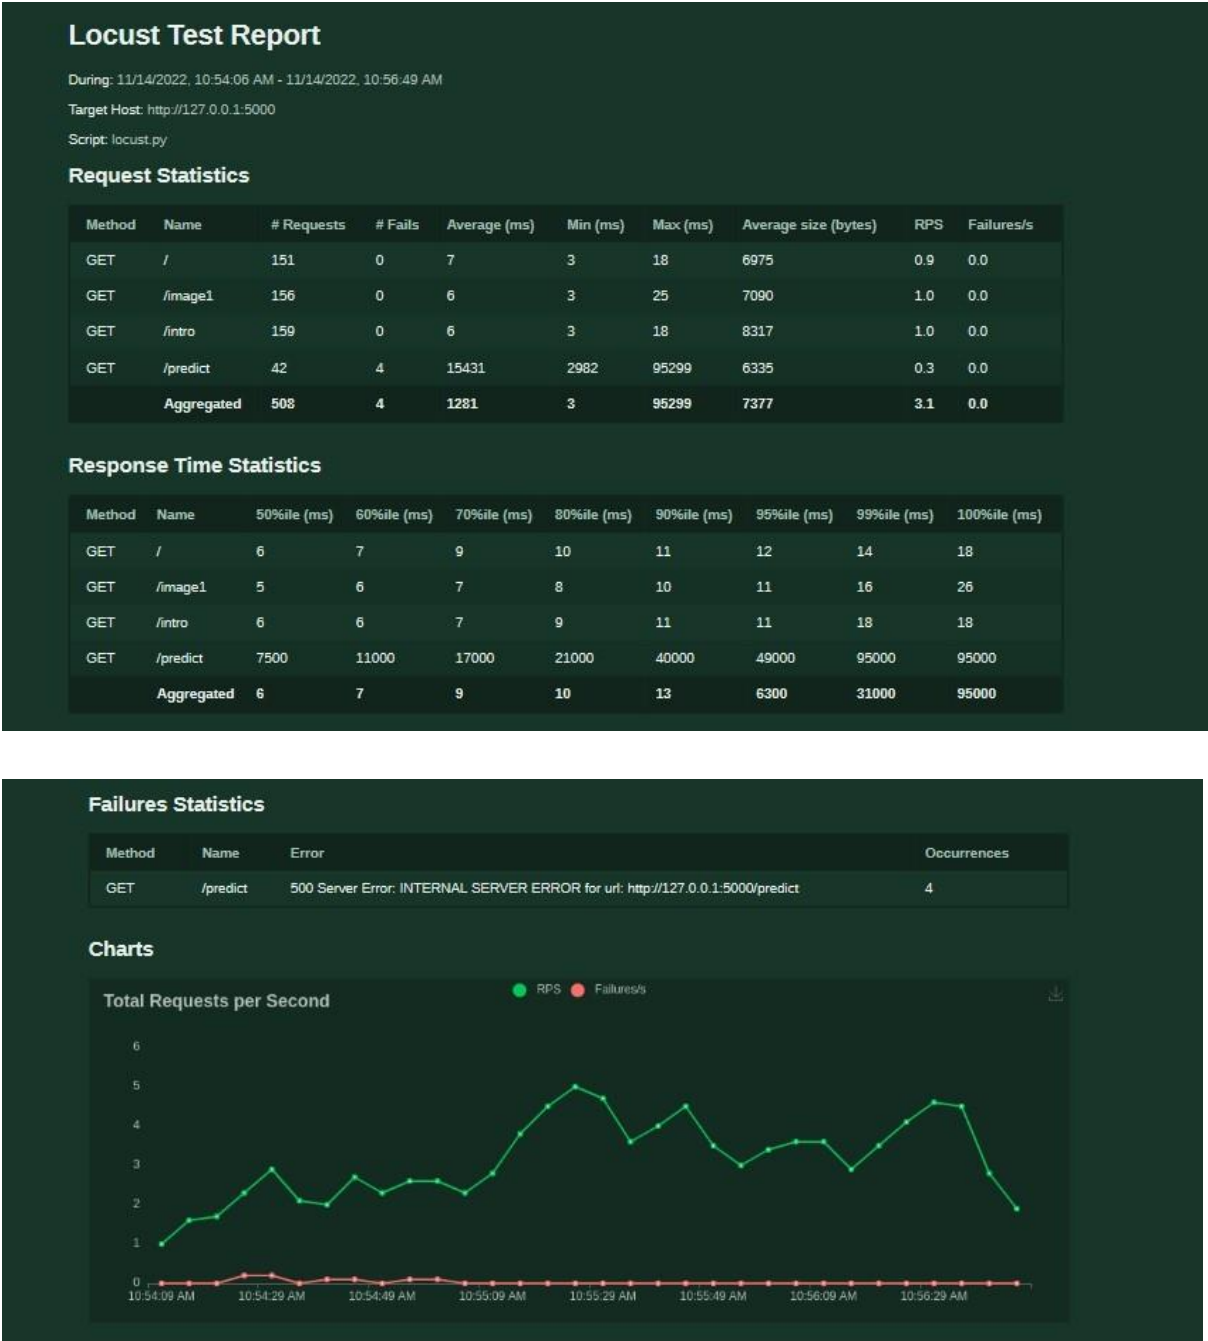 Locust Test Report
During: 11/14/2022, 10:54:06 AM - 11/14/2022, 10:56:49 AM
Target Host: http://127.0.0.1:5000
Script: locust.py
Request Statistics
Method Name # Requests # Fails Average (ms) Min (ms) Max (ms) Average size (bytes) RPS Failures/s
GET / 151 0 7 3 18 6975 0.9 0.0
GET /image1 156 0 6 3 25 7090 1.0 0.0
GET /intro 159 0 6 3 18 8317 1.0 0.0
GET /predict 42 4 15431 2982 95299 6335 0.3 0.0
Aggregated 508 4 1281 3 95299 7377 3.1 0.0
Response Time Statistics
Method Name 50%ile (ms) 60%ile (ms) 70%ile (ms) 80%ile (ms) 90%ile (ms) 95%ile (ms) 99%ile (ms) 100%ile (ms)
GET / 6 7 9 10 11 12 14 18
GET /image1 5 6 7 8 10 11 16 26
GET /intro 6 6 7 9 11 11 18 18
GET /predict 7500 11000 17000 21000 40000 49000 95000 95000
Aggregated 6 7 9 10 13 6300 31000 95000
Failures Statistics
Method Name Error Occurrences
GET /predict 500 Server Error: INTERNAL SERVER ERROR for url: http://127.0.0.1:5000/predict 4
Charts
Total Requests per Second
RPS Failures/s
6
5
4
3
2
1
0
10:54:09 AM 10:54:29 AM 10:54:49 AM 10:55:09 AM 10:55:29 AM 10:55:49 AM 10:56:09 AM 10:56:29 AM